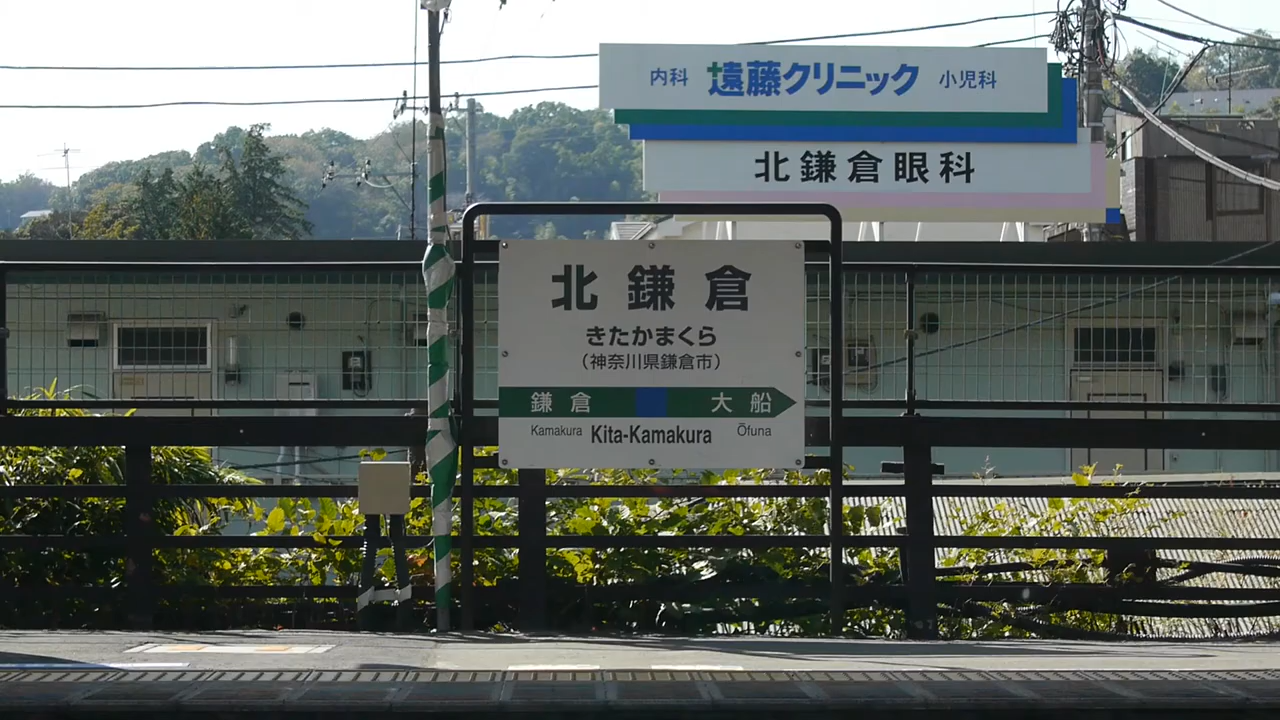 内科 遠藤クリニック 小児科
北鎌倉眼科
北鎌倉
きたかまくら
(神奈川県鎌倉市)
鎌倉 大船
Kamakura Kita-Kamakura Ōfuna